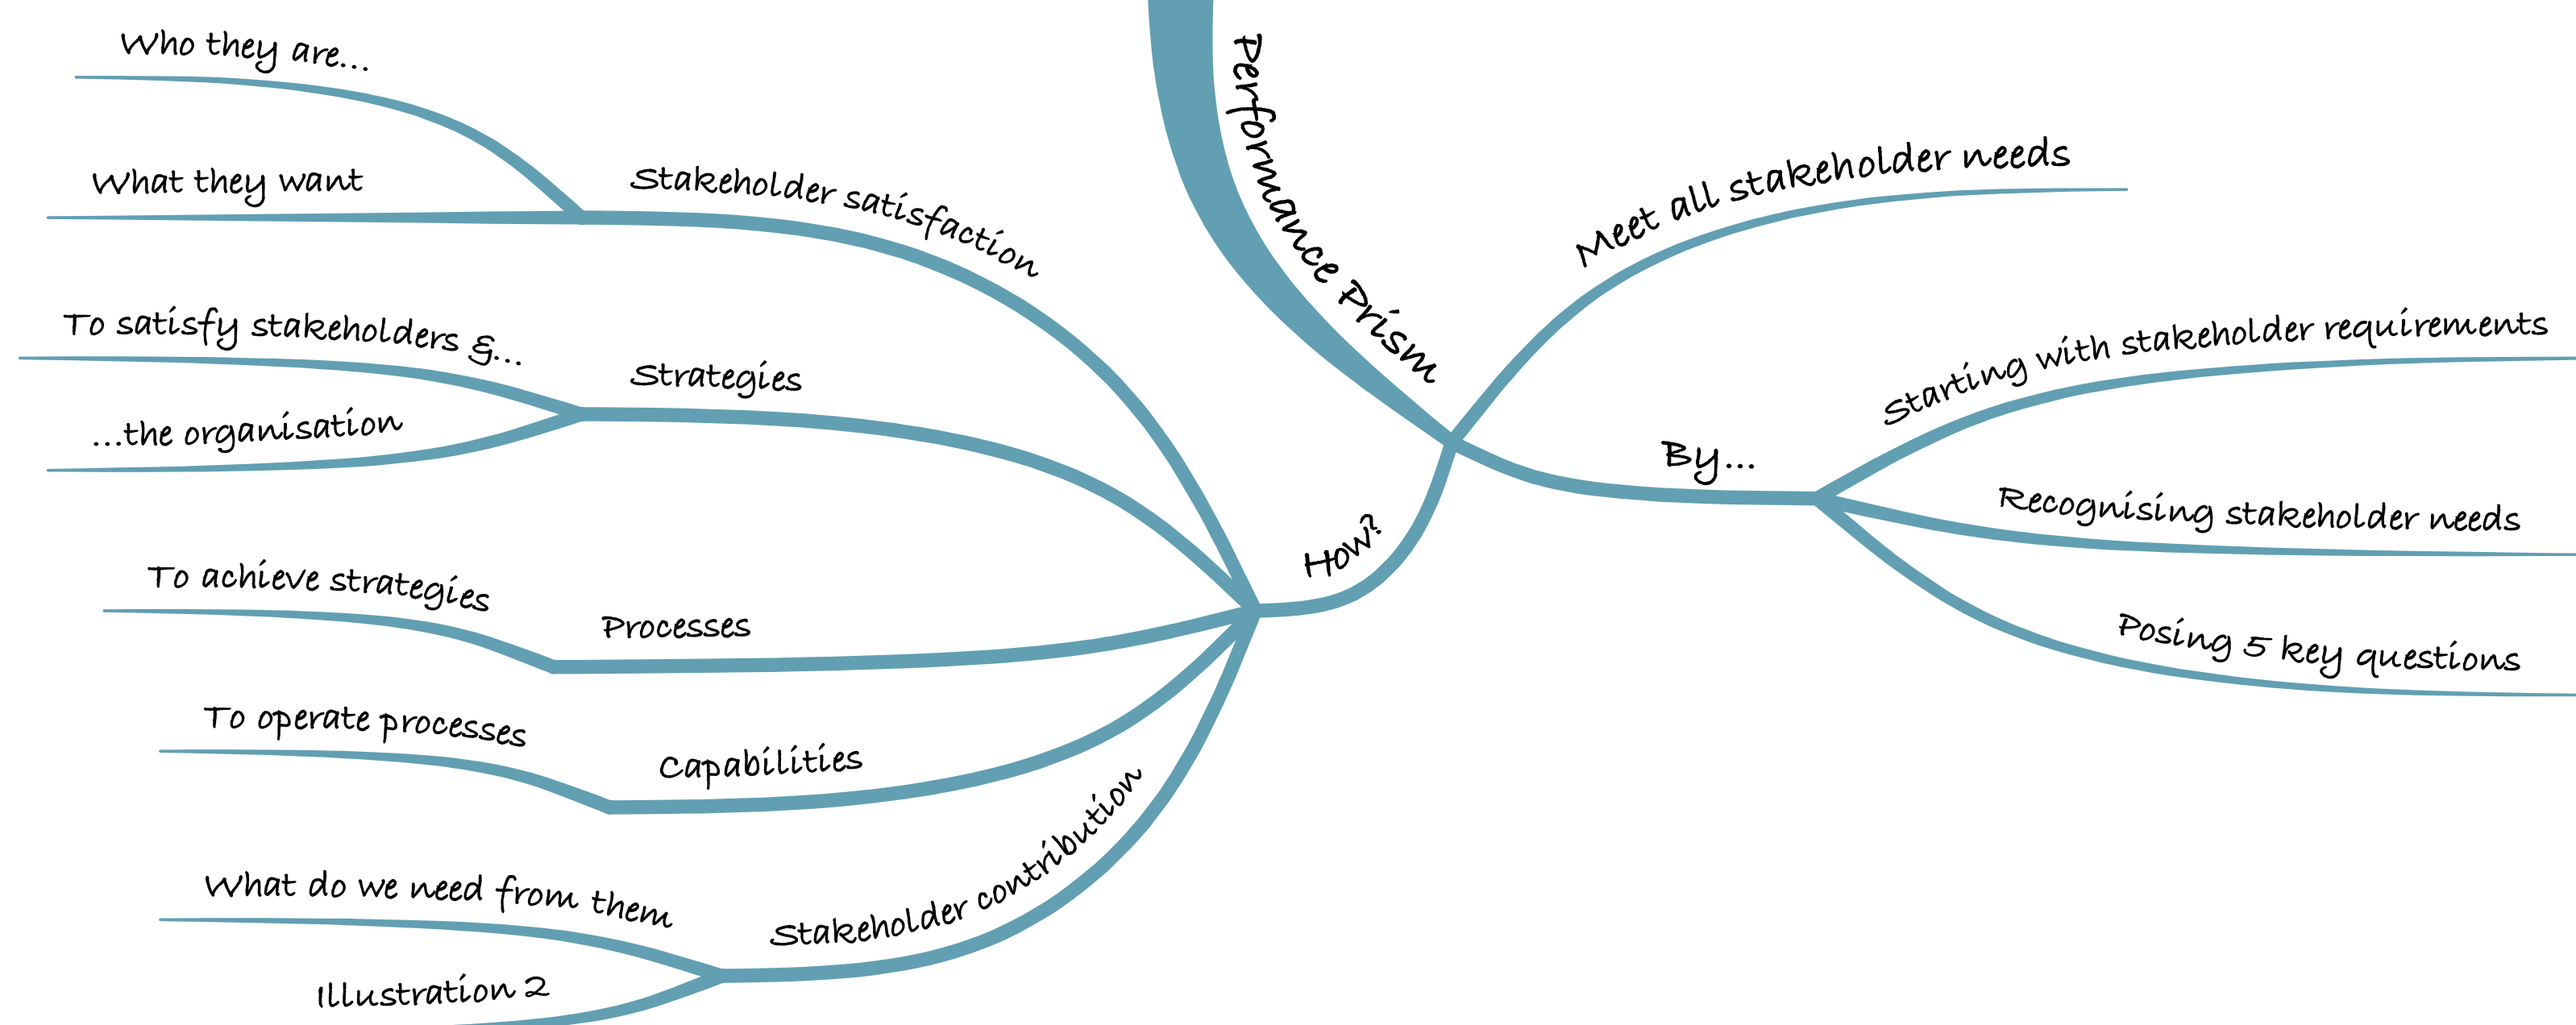 Performance Prism
Meet all stakeholder needs
By...
Starting with stakeholder requirements
Recognising stakeholder needs
Posing 5 key questions
How?
Stakeholder satisfaction
Who they are...
What they want
Strategies
To satisfy stakeholders &...
...the organisation
Processes
To achieve strategies
Capabilities
To operate processes
Stakeholder contribution
What do we need from them
Illustration 2